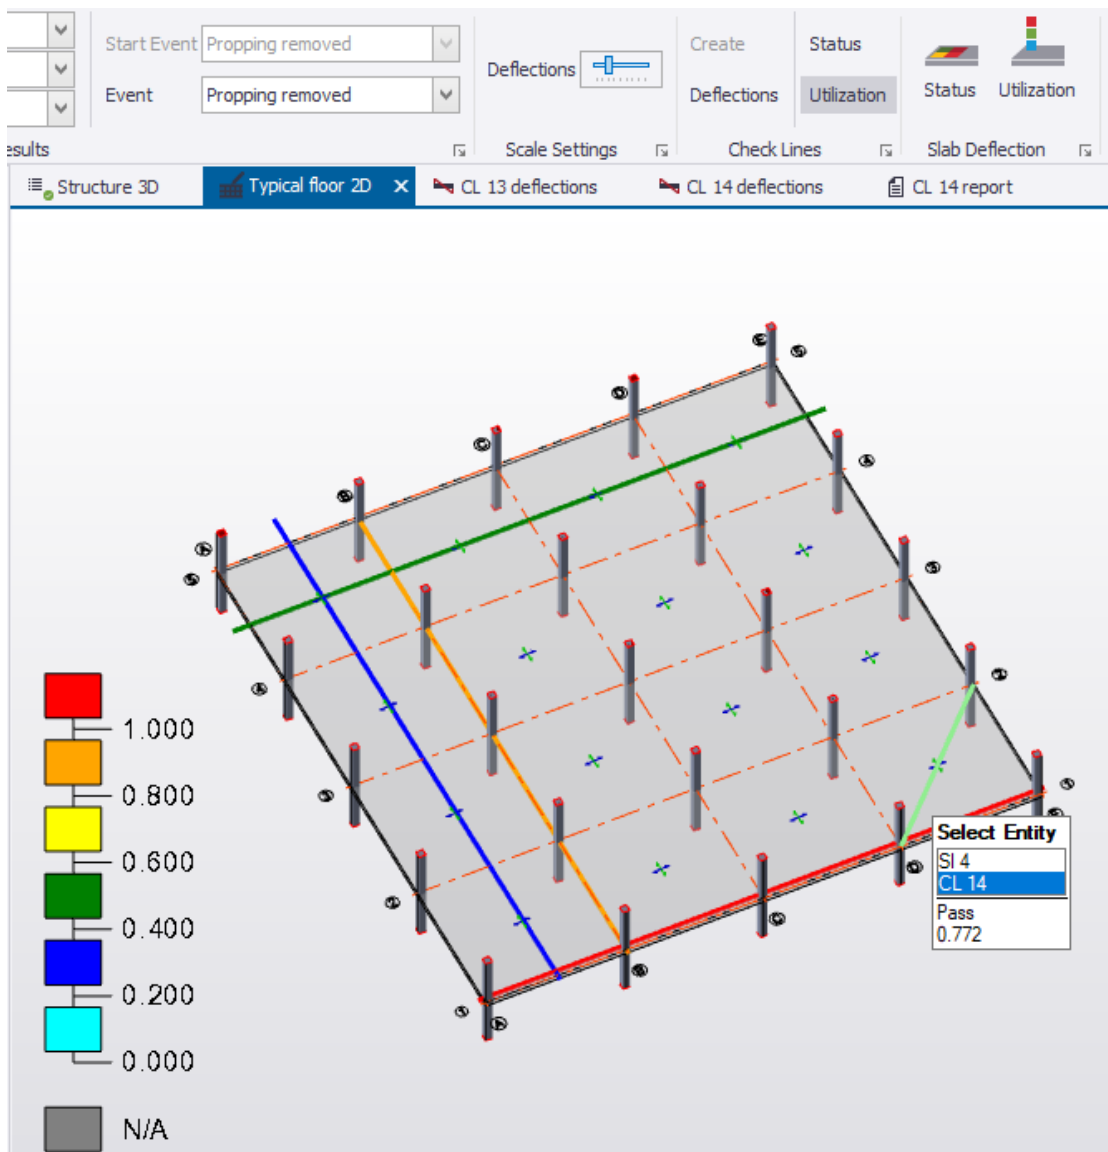 Start Event Propping removed
Event Propping removed
Deflections
Create
Deflections
Status
Utilization
Status Utilization
esults
Scale Settings
Check Lines
Slab Deflection
Structure 3D
Typical floor 2D
CL 13 deflections
CL 14 deflections
CL 14 report
1.000
0.800
0.600
0.400
0.200
0.000
N/A
Select Entity
SI 4
CL 14
Pass
0.772